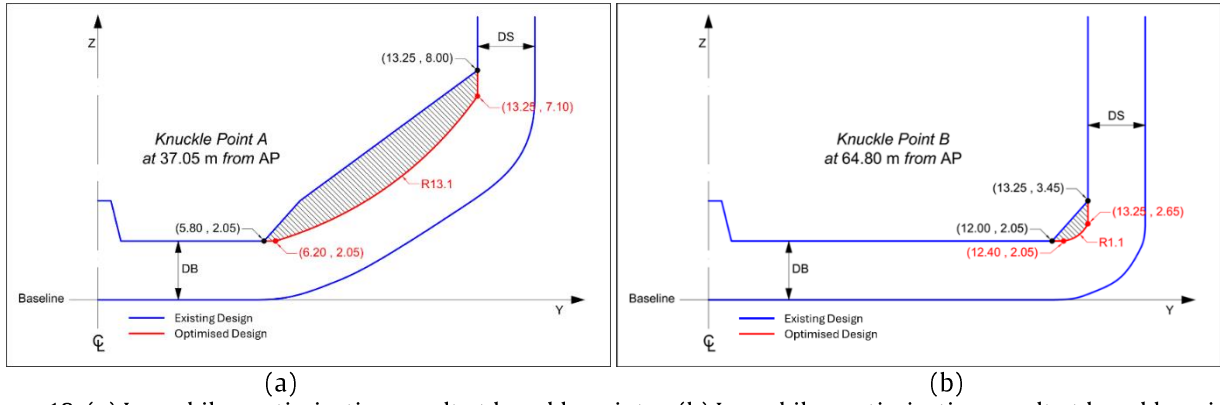 Z
DS
(13.25 , 8.00)
(13.25 , 7.10)
Knuckle Point A
at 37.05 m from AP
R13.1
(5.80 , 2.05)
(6.20 , 2.05)
DB
Baseline
Y
Existing Design
Optimised Design
℄
(a)
Z
DS
Knuckle Point B
at 64.80 m from AP
(13.25 , 3.45)
(13.25 , 2.65)
(12.00 , 2.05)
R1.1
(12.40 , 2.05)
DB
Baseline
Y
Existing Design
Optimised Design
℄
(b)